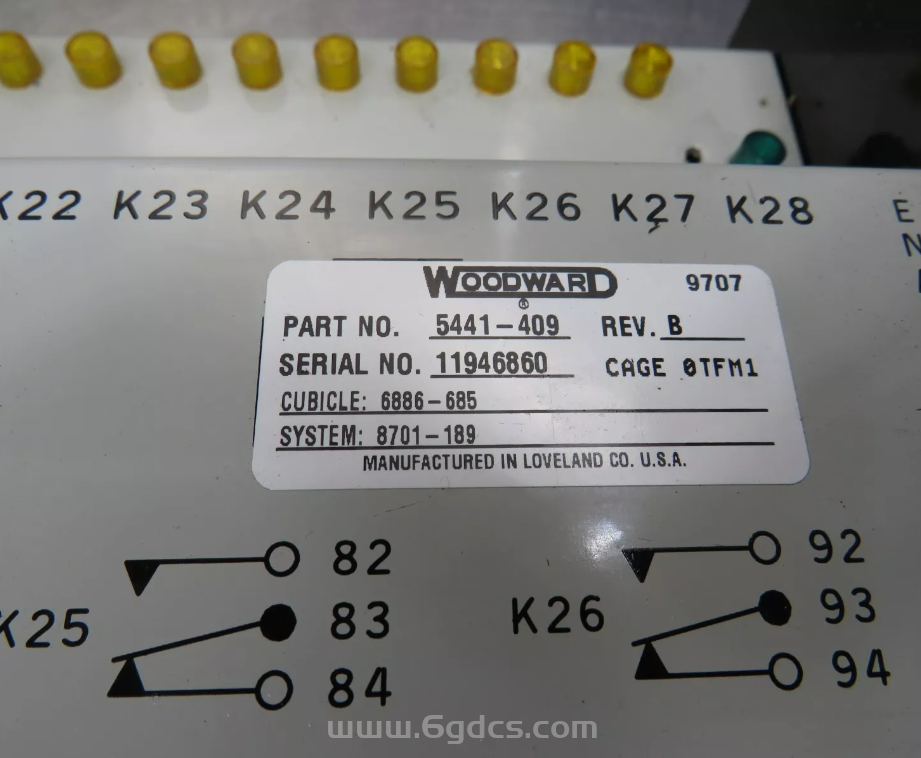 K22 K23 K24 K25 K26 K27 K28
E
N
WOODWARD 9707
®
PART NO. 5441-409 REV. B
SERIAL NO. 11946860 CAGE 0TFM1
CUBICLE: 6886-685
SYSTEM: 8701-189
MANUFACTURED IN LOVELAND CO. U.S.A.
82
K25 83
84
92
K26 93
94
www.6gdcs.com